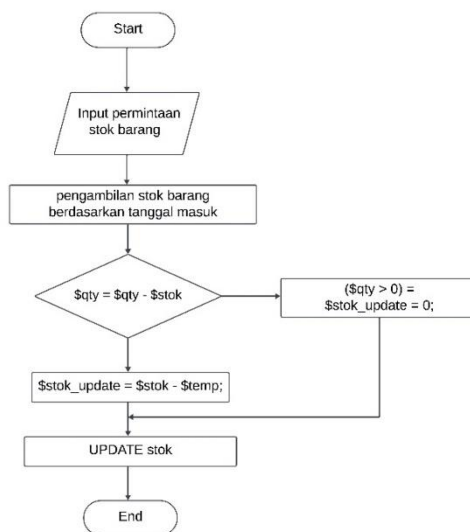 Start
Input permintaan
stok barang
pengambilan stok barang
berdasarkan tanggal masuk
$qty = $qty - $stok
($qty > 0) =
$stok_update = 0;
$stok_update = $stok - $temp;
UPDATE stok
End